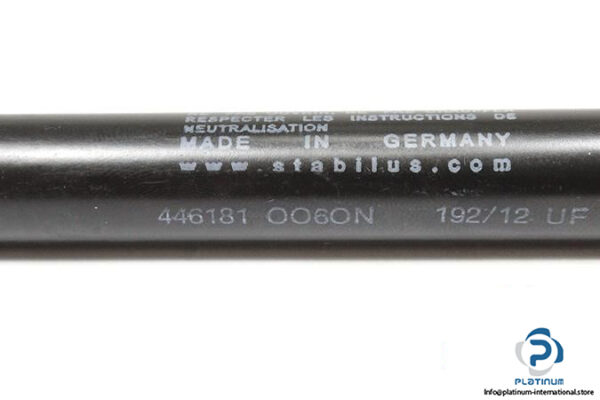 RESPECTER LES INSTRUCTIONS DE
NEUTRALISATION
MADE IN GERMANY
www.stabilus.com
446181 0060N 192/12 UF
PLATINUM
Info@platinum-international.store